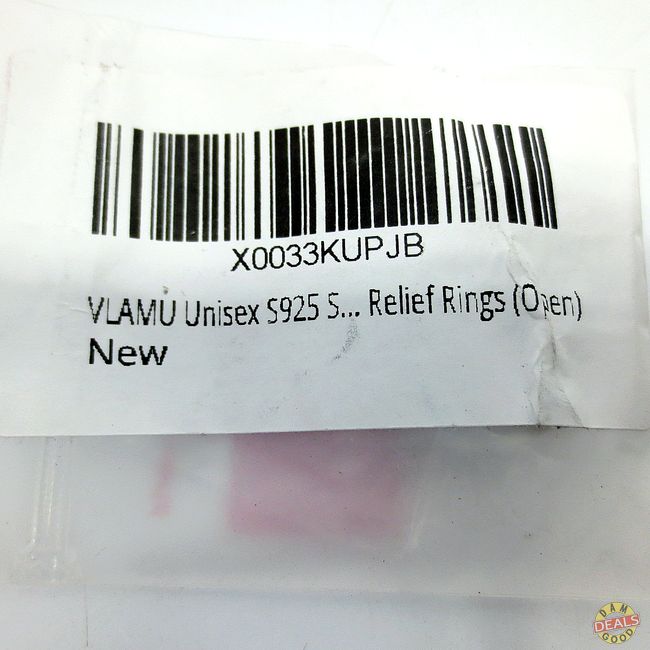 X0033KUPJB
VLAMU Unisex S925 S... Relief Rings (Open)
New
DAM
DEALS
GOOD